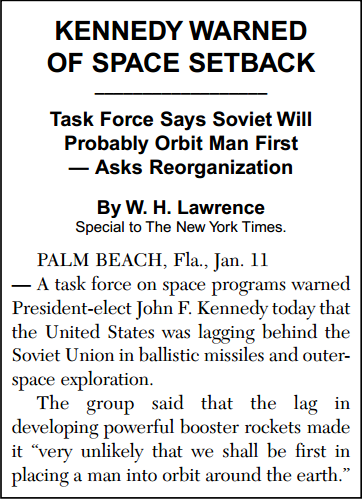 KENNEDY WARNED
OF SPACE SETBACK
Task Force Says Soviet Will
Probably Orbit Man First
— Asks Reorganization
By W. H. Lawrence
Special to The New York Times.
PALM BEACH, Fla., Jan. 11
— A task force on space programs warned
President-elect John F. Kennedy today that
the United States was lagging behind the
Soviet Union in ballistic missiles and outer-
space exploration.
The group said that the lag in
developing powerful booster rockets made
it “very unlikely that we shall be first in
placing a man into orbit around the earth.”